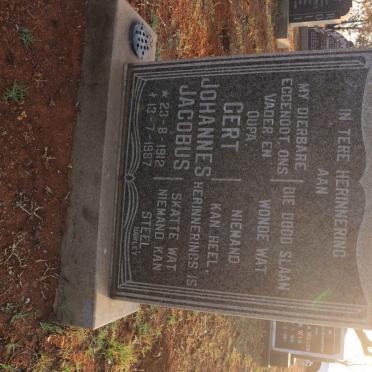 IN TERE HERINNERING
AAN
MY DIERBARE
EGGENOOT, ONS
VADER EN
OUPA
GERT
JOHANNES
JACOBUS
* 23-8-1912
+ 13-7-1987
DIE DOOD SLAAN
WONDE WAT
NIEMAND
KAN HEEL,
HERINNERINGS IS
SKATTE WAT
NIEMAND KAN
STEEL